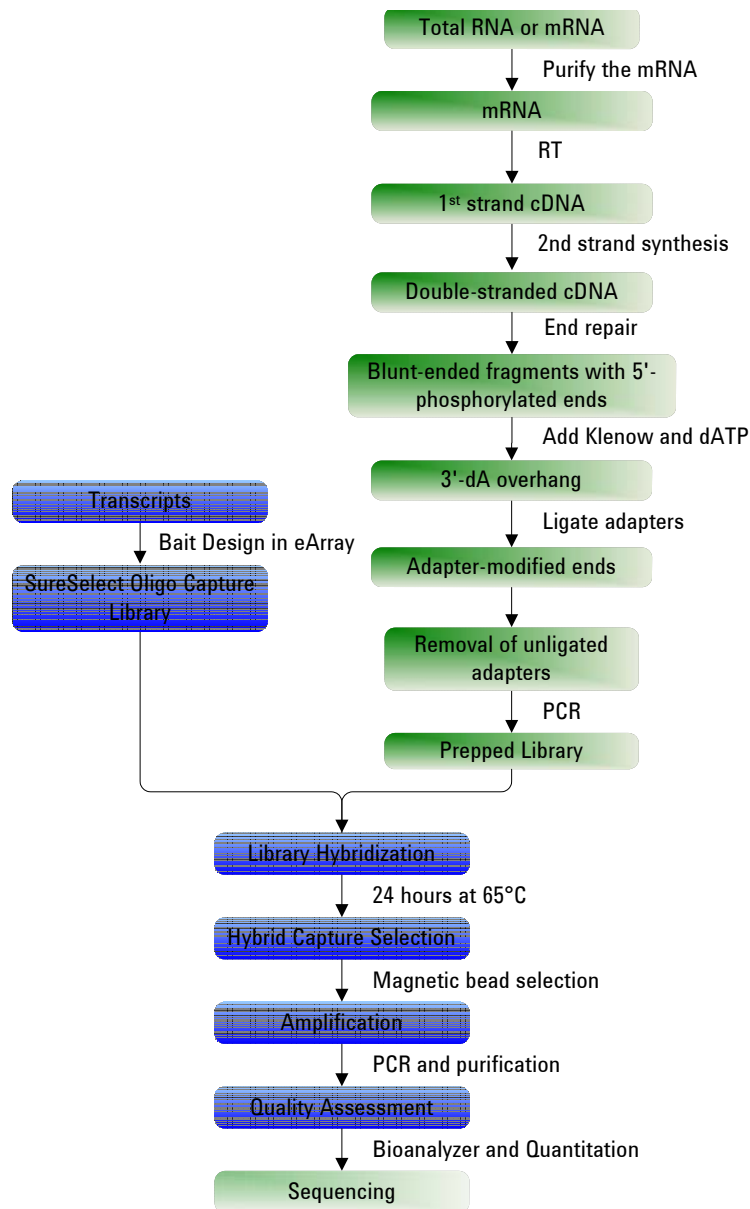 Total RNA or mRNA
Purify the mRNA
mRNA
RT
1st strand cDNA
2nd strand synthesis
Double-stranded cDNA
End repair
Blunt-ended fragments with 5'-
phosphorylated ends
Add Klenow and dATP
3'-dA overhang
Ligate adapters
Adapter-modified ends
Removal of unligated
adapters
PCR
Prepped Library
Transcripts
Bait Design in eArray
SureSelect Oligo Capture
Library
Library Hybridization
24 hours at 65°C
Hybrid Capture Selection
Magnetic bead selection
Amplification
PCR and purification
Quality Assessment
Bioanalyzer and Quantitation
Sequencing